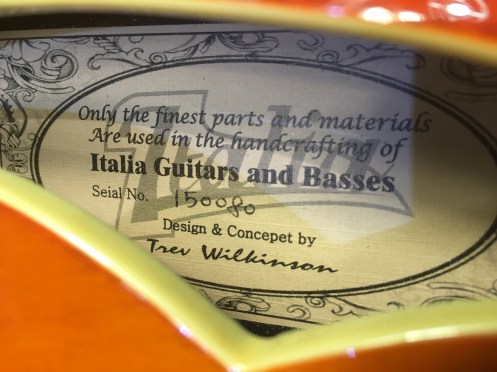 Only the finest parts and materials
Are used in the handcrafting of
Italia
Italia Guitars and Basses
Seial No. 150080
Design & Concepet by
Trev Wilkinson